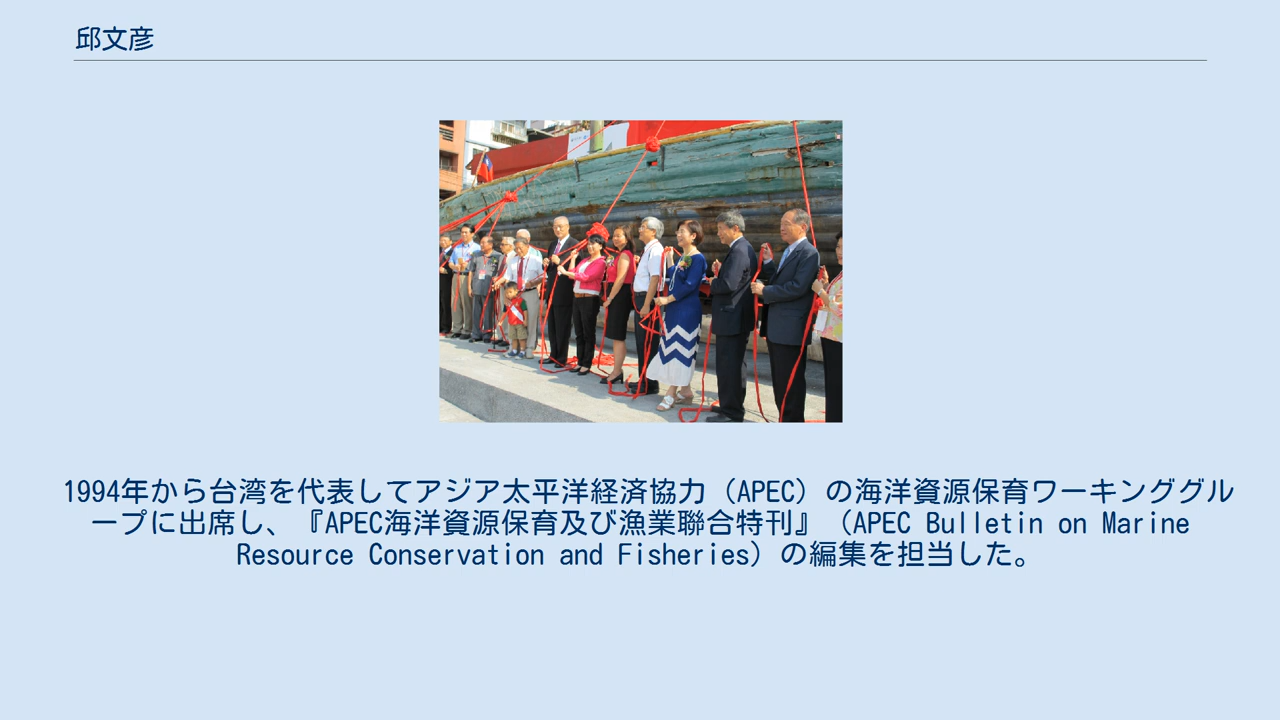 邱文彦
1994年から台湾を代表してアジア太平洋経済協力（APEC）の海洋資源保育ワーキンググル
ープに出席し、『APEC海洋資源保育及び漁業聯合特刊』（APEC Bulletin on Marine
Resource Conservation and Fisheries）の編集を担当した。